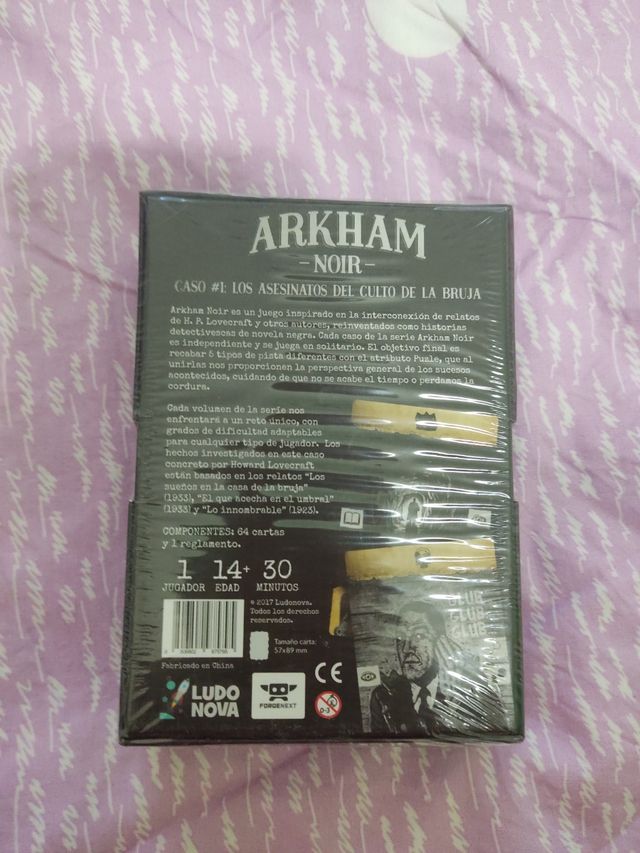 ARKHAM
-NOIR-
CASO #1: LOS ASESINATOS DEL CULTO DE LA BRUJA
Arkham Noir es un juego inspirado en la interconexión de relatos
de H. P. Lovecraft y otros autores, reinventados como historias
detectivescas de novela negra. Cada caso de la serie Arkham Noir
es independiente y se juega en solitario. El objetivo final es
recabar 5 tipos de pista diferentes con el atributo Puzle, que al
unirlas nos proporcionen la perspectiva general de los sucesos
acontecidos, cuidando de que no se acabe el tiempo o perdamos la
cordura.
Cada volumen de la serie nos
enfrentará a un reto único, con
grados de dificultad adaptables
para cualquier tipo de jugador. Los
hechos investigados en este caso
concreto por Howard Lovecraft
están basados en los relatos "Los
sueños en la casa de la bruja"
(1933), "El que acecha en el umbral"
(1933) y "Lo innombrable" (1923).
COMPONENTES: 64 cartas
y 1 reglamento.
1 14+ 30
JUGADOR EDAD MINUTOS
© 2017 Ludonova.
Todos los derechos
reservados.
Tamaño carta:
57x89 mm
Fabricado en China
LUDO
NOVA
FORGENEXT
CE
0-3
CLUB
CLUB
CLUB